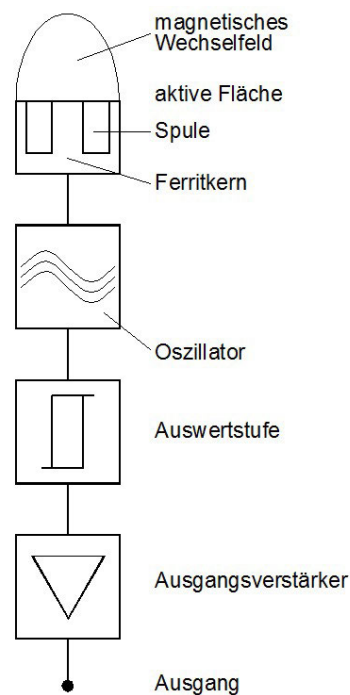 magnetisches
Wechselfeld
aktive Fläche
Spule
Ferritkern
Oszillator
Auswertstufe
Ausgangsverstärker
Ausgang